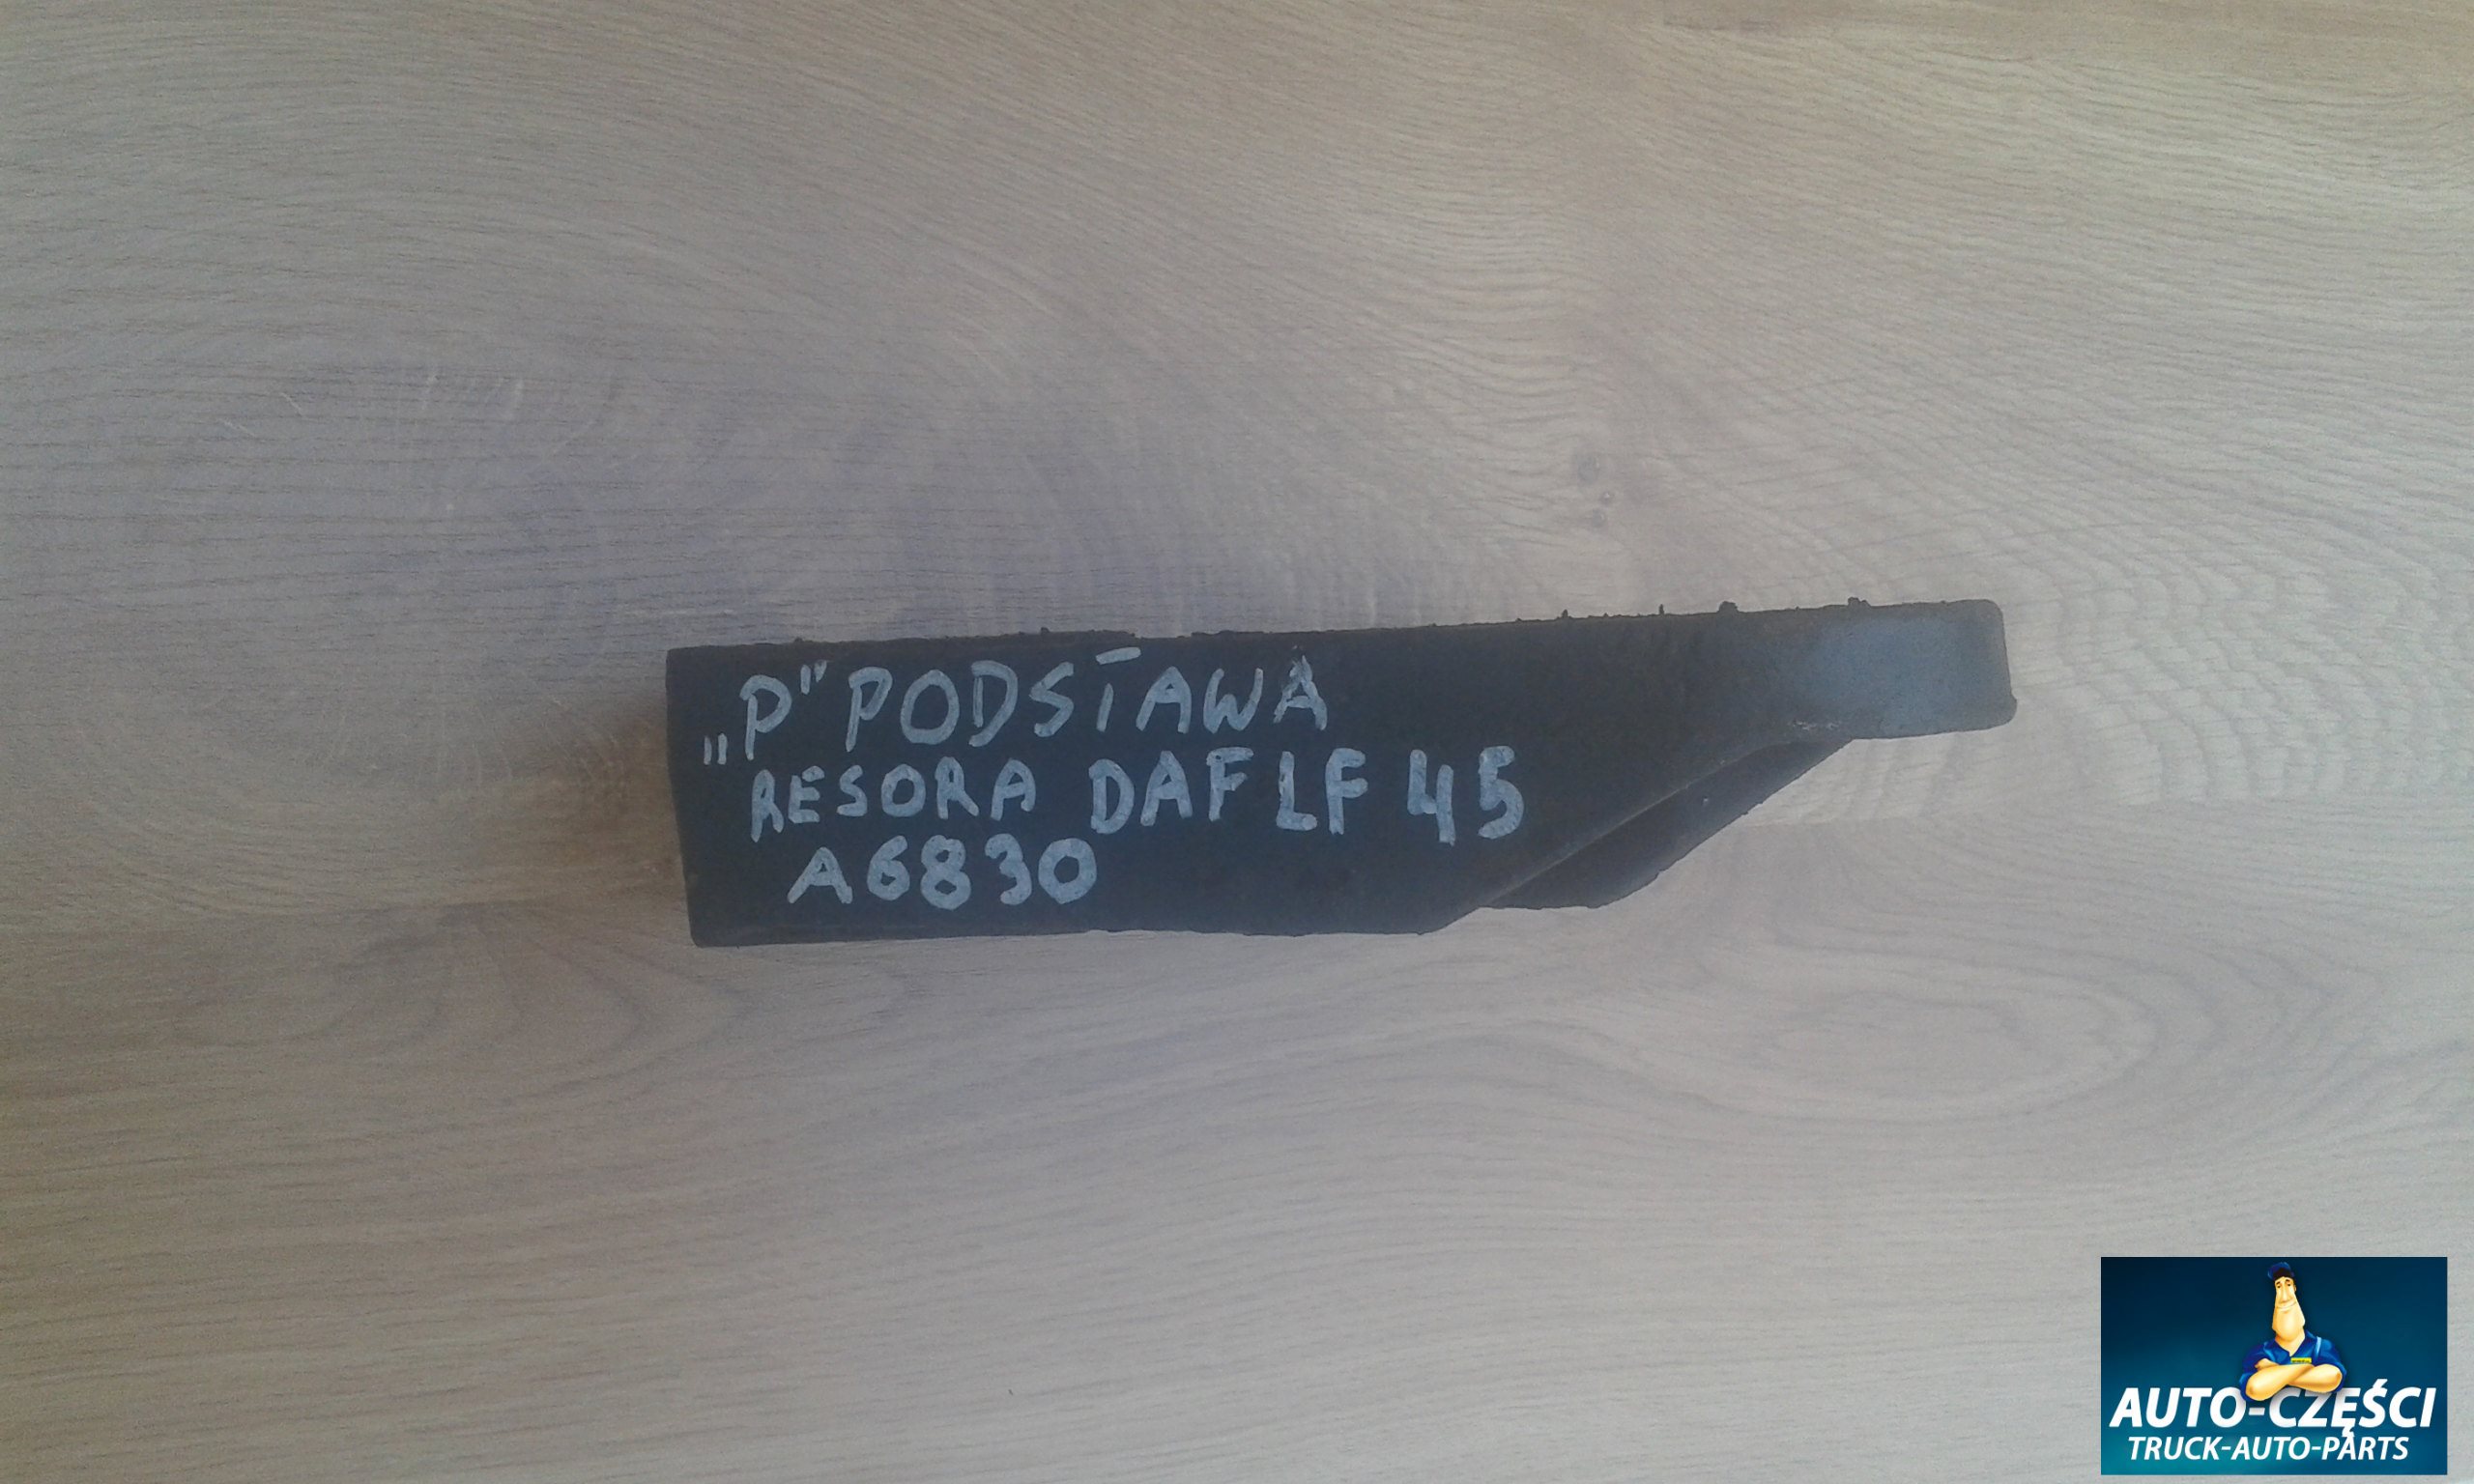 „P" PODSTAWA
RESORA DAF LF 45
A6830
AUTO-CZĘŚCI
TRUCK-AUTO-PARTS